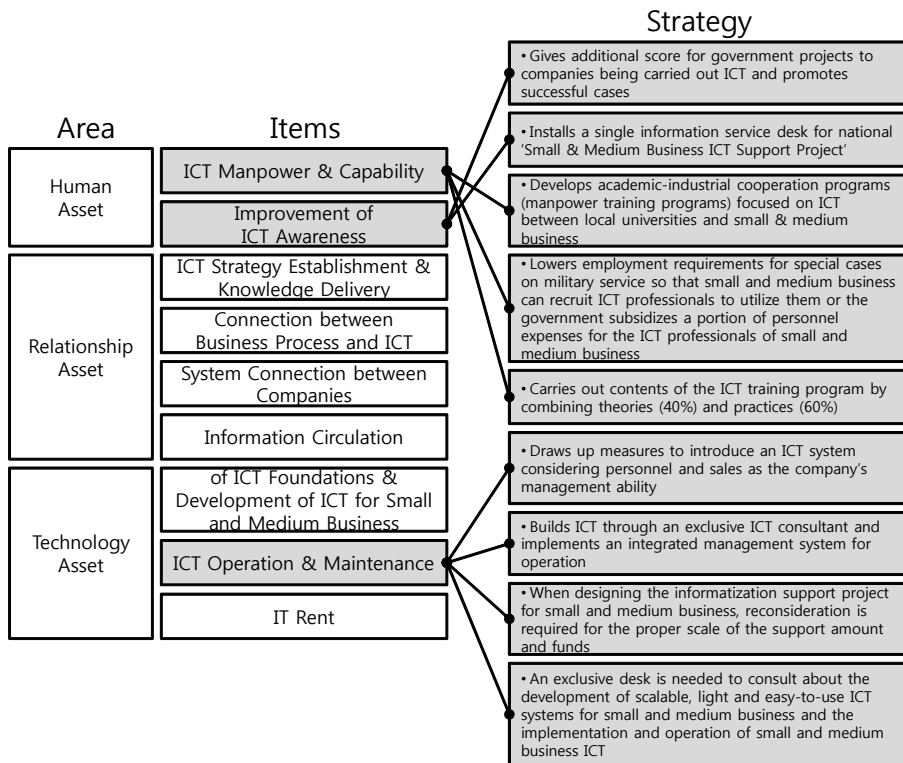 Strategy
Area
Items
Human
Asset
ICT Manpower & Capability
Improvement of
ICT Awareness
Relationship
Asset
ICT Strategy Establishment &
Knowledge Delivery
Connection between
Business Process and ICT
System Connection between
Companies
Information Circulation
Technology
Asset
of ICT Foundations &
Development of ICT for Small
and Medium Business
ICT Operation & Maintenance
IT Rent
• Gives additional score for government projects to
companies being carried out ICT and promotes
successful cases
• Installs a single information service desk for national
'Small & Medium Business ICT Support Project'
• Develops academic-industrial cooperation programs
(manpower training programs) focused on ICT
between local universities and small & medium
business
• Lowers employment requirements for special cases
on military service so that small and medium business
can recruit ICT professionals to utilize them or the
government subsidizes a portion of personnel
expenses for the ICT professionals of small and
medium business
• Carries out contents of the ICT training program by
combining theories (40%) and practices (60%)
• Draws up measures to introduce an ICT system
considering personnel and sales as the company's
management ability
• Builds ICT through an exclusive ICT consultant and
implements an integrated management system for
operation
• When designing the informatization support project
for small and medium business, reconsideration is
required for the proper scale of the support amount
and funds
• An exclusive desk is needed to consult about the
development of scalable, light and easy-to-use ICT
systems for small and medium business and the
implementation and operation of small and medium
business ICT